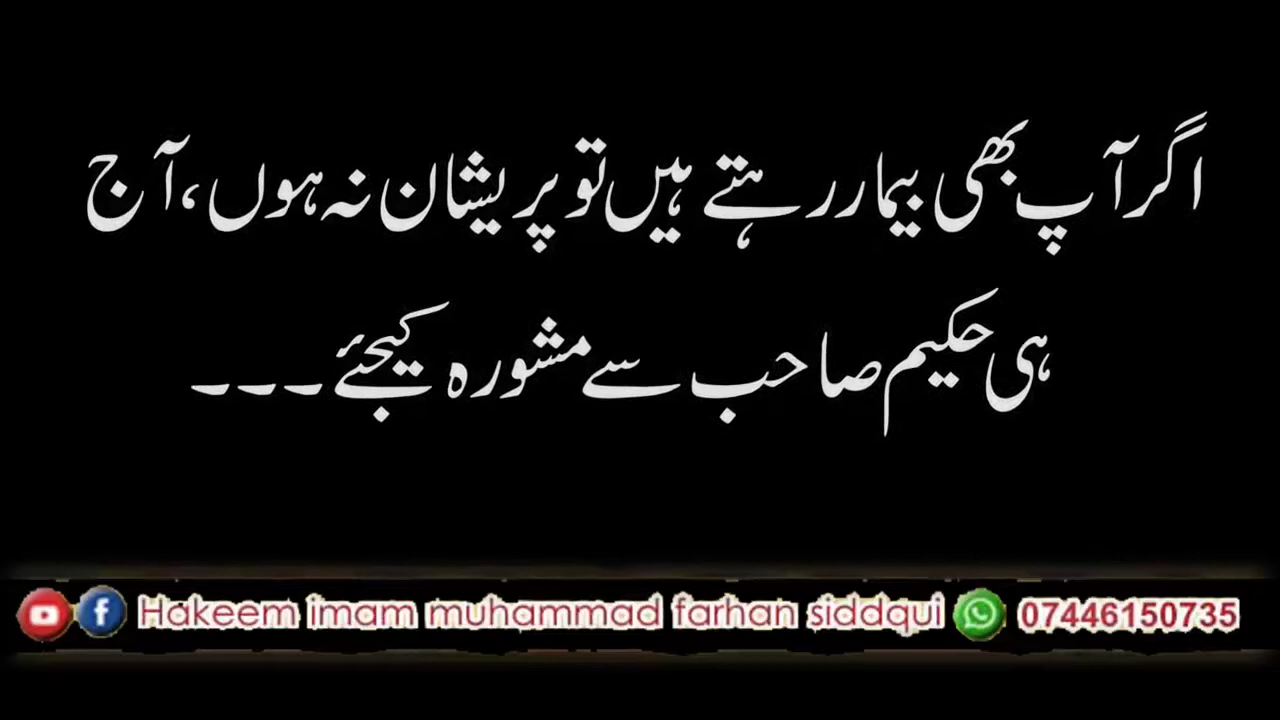 اگر آپ بھی بیمار رہتے ہیں تو پریشان نہ ہوں، آج
ہی حکیم صاحب سے مشورہ کیجئے۔۔۔
Hakeem imam muhammad farhan siddqui 07446150735